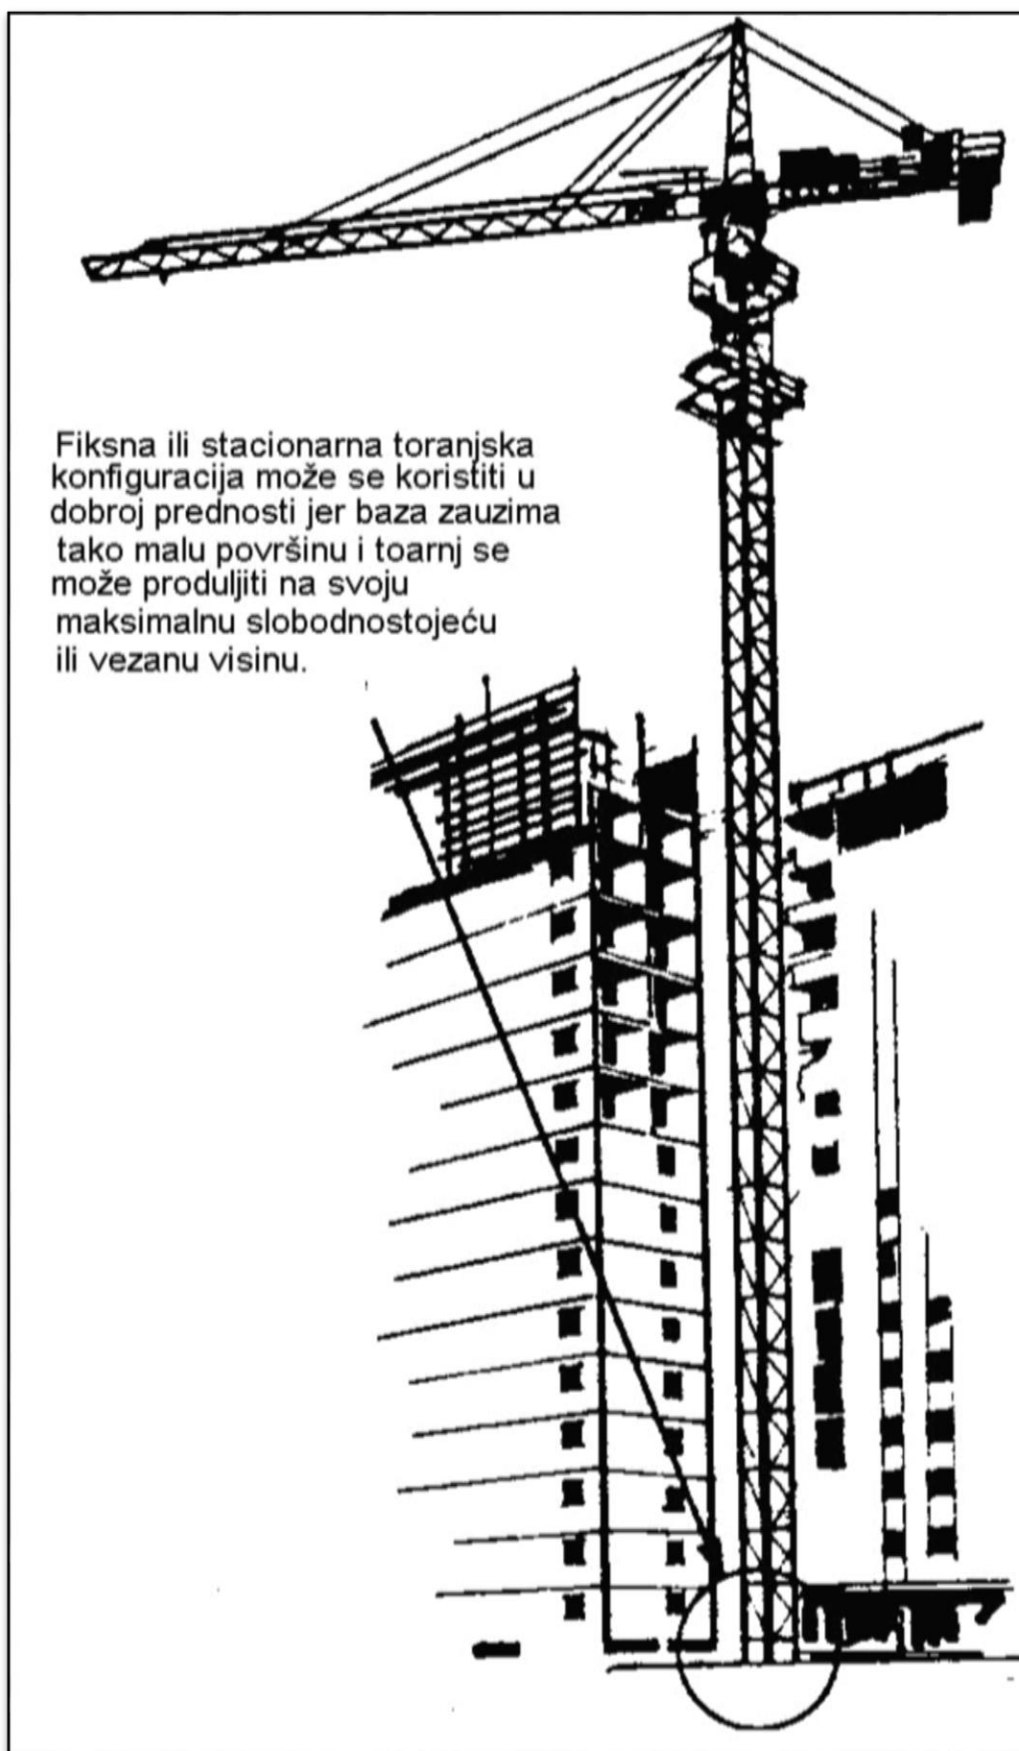 Fiksna ili stacionarna toranjska
konfiguracija može se koristiti u
dobroj prednosti jer baza zauzima
tako malu površinu i toarnj se
može produljiti na svoju
maksimalnu slobodnostojeću
ili vezanu visinu.